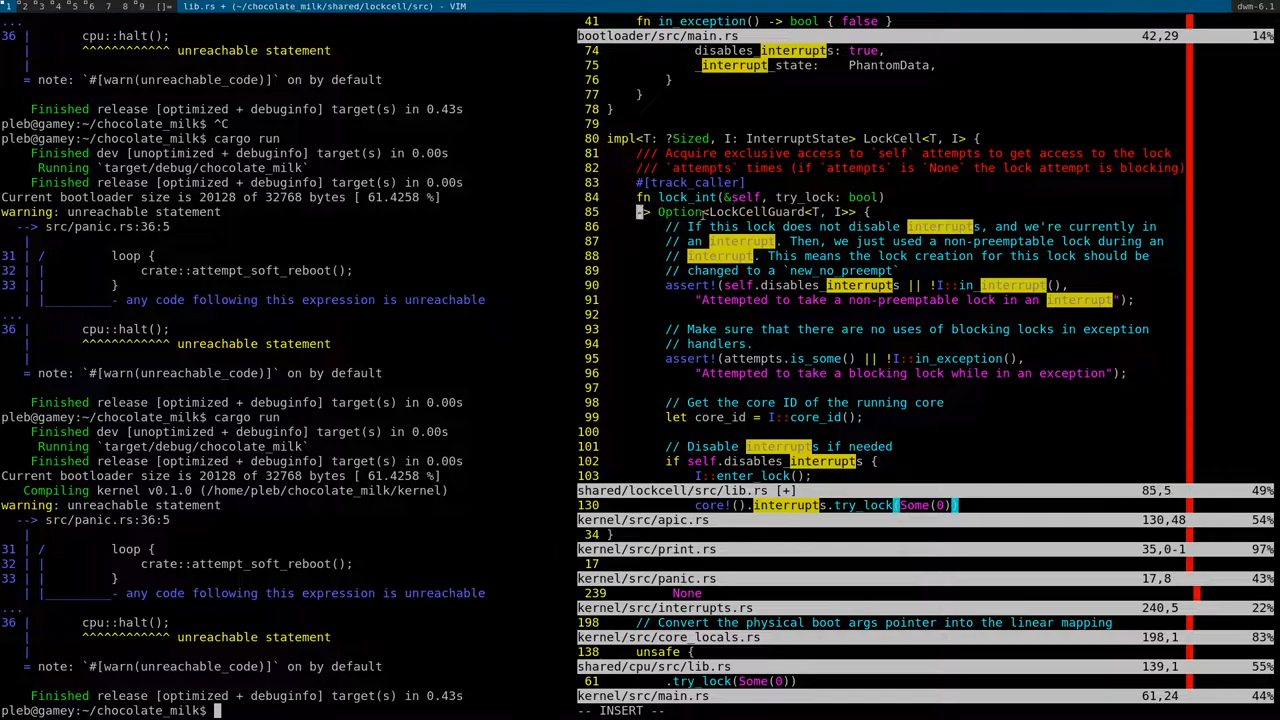 1 2 3 4 5 6 7 8 9 []= lib.rs + (~/chocolate_milk/shared/lockcell/src) - VIM dwm-6.1
...
36 |         cpu::halt();
   |         ^^^^^^^^^^^^ unreachable statement
   |
   = note: `#[warn(unreachable_code)]` on by default
    Finished release [optimized + debuginfo] target(s) in 0.43s
pleb@gamey:~/chocolate_milk$ ^C
pleb@gamey:~/chocolate_milk$ cargo run
    Finished dev [unoptimized + debuginfo] target(s) in 0.00s
     Running `target/debug/chocolate_milk`
    Finished release [optimized + debuginfo] target(s) in 0.00s
Current bootloader size is 20128 of 32768 bytes [ 61.4258 %]
warning: unreachable statement
  --> src/panic.rs:36:5
   |
31 | /         loop {
32 | |             crate::attempt_soft_reboot();
33 | |         }
   | |_________- any code following this expression is unreachable
...
36 |         cpu::halt();
   |         ^^^^^^^^^^^^ unreachable statement
   |
   = note: `#[warn(unreachable_code)]` on by default
    Finished release [optimized + debuginfo] target(s) in 0.00s
pleb@gamey:~/chocolate_milk$ cargo run
    Finished dev [unoptimized + debuginfo] target(s) in 0.00s
     Running `target/debug/chocolate_milk`
    Finished release [optimized + debuginfo] target(s) in 0.00s
Current bootloader size is 20128 of 32768 bytes [ 61.4258 %]
   Compiling kernel v0.1.0 (/home/pleb/chocolate_milk/kernel)
warning: unreachable statement
  --> src/panic.rs:36:5
   |
31 | /         loop {
32 | |             crate::attempt_soft_reboot();
33 | |         }
   | |_________- any code following this expression is unreachable
...
36 |         cpu::halt();
   |         ^^^^^^^^^^^^ unreachable statement
   |
   = note: `#[warn(unreachable_code)]` on by default
    Finished release [optimized + debuginfo] target(s) in 0.43s
pleb@gamey:~/chocolate_milk$
41     fn in_exception() -> bool { false }
bootloader/src/main.rs 42,29 14%
74             disables_interrupts: true,
75             _interrupt_state:    PhantomData,
76         }
77     }
78 }
79
80 impl<T: ?Sized, I: InterruptState> LockCell<T, I> {
81     /// Acquire exclusive access to `self` attempts to get access to the lock
82     /// `attempts` times (if `attempts` is `None` the lock attempt is blocking)
83     #[track_caller]
84     fn lock_int(&self, try_lock: bool)
85     -> Option<LockCellGuard<T, I>> {
86         // If this lock does not disable interrupts, and we're currently in
87         // an interrupt. Then, we just used a non-preemptable lock during an
88         // interrupt. This means the lock creation for this lock should be
89         // changed to a `new_no_preempt`
90         assert!(self.disables_interrupts || !I::in_interrupt(),
91             "Attempted to take a non-preemptable lock in an interrupt");
92
93         // Make sure that there are no uses of blocking locks in exception
94         // handlers.
95         assert!(attempts.is_some() || !I::in_exception(),
96             "Attempted to take a blocking lock while in an exception");
97
98         // Get the core ID of the running core
99         let core_id = I::core_id();
100
101         // Disable interrupts if needed
102         if self.disables_interrupts {
103             I::enter_lock();
shared/lockcell/src/lib.rs [+] 85,5 49%
130             core!().interrupts.try_lock(Some(0))
kernel/src/apic.rs 130,48 54%
34 }
kernel/src/print.rs 35,0-1 97%
17
kernel/src/panic.rs 17,8 43%
239         None
kernel/src/interrupts.rs 240,5 22%
198     // Convert the physical boot args pointer into the linear mapping
kernel/src/core_locals.rs 198,1 83%
138     unsafe {
shared/cpu/src/lib.rs 139,1 55%
61         .try_lock(Some(0))
kernel/src/main.rs 61,24 44%
-- INSERT --